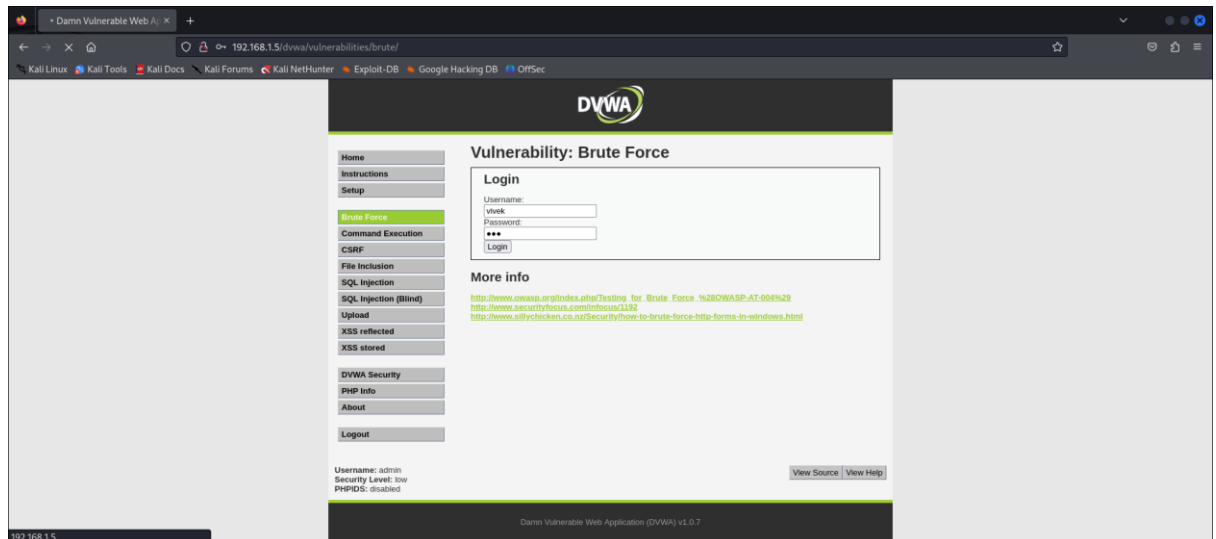 Damn Vulnerable Web Ap
192.168.1.5/dvwa/vulnerabilities/brute/
Kali Linux Kali Tools Kali Docs Kali Forums Kali NetHunter Exploit-DB Google Hacking DB OffSec
DVWA
Home
Instructions
Setup
Brute Force
Command Execution
CSRF
File Inclusion
SQL Injection
SQL Injection (Blind)
Upload
XSS reflected
XSS stored
DVWA Security
PHP Info
About
Logout
Vulnerability: Brute Force
Login
Username:
vivek
Password:
•••
Login
More info
http://www.owasp.org/index.php/Testing_for_Brute_Force_%28OWASP-AT-004%29
http://www.securityfocus.com/infocus/1192
http://www.sillychicken.co.nz/Security/how-to-brute-force-http-forms-in-windows.html
Username: admin
Security Level: low
PHPIDS: disabled
View Source View Help
Damn Vulnerable Web Application (DVWA) v1.0.7
192.168.1.5